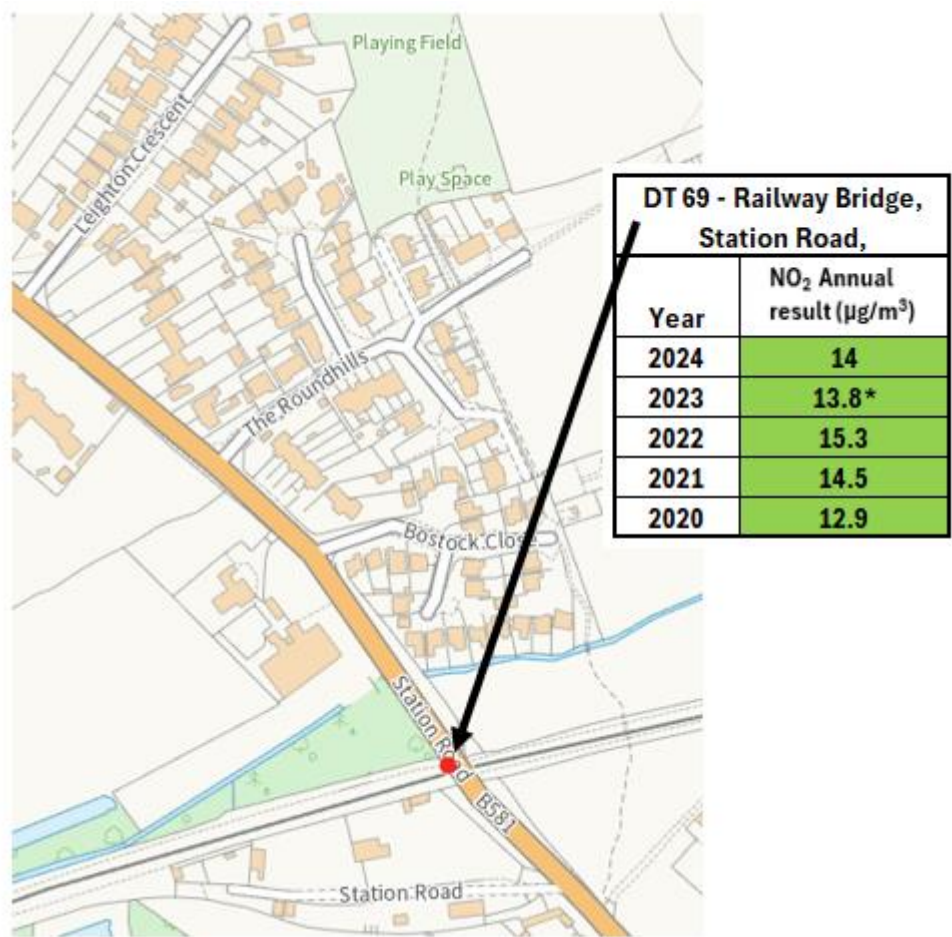 Playing Field
Play Space
Leighton Crescent
The Roundhills
Bostock Close
Station Road
B581
Station Road
DT 69 - Railway Bridge,
Station Road,
Year NO₂ Annual
result (µg/m³)
2024 14
2023 13.8*
2022 15.3
2021 14.5
2020 12.9